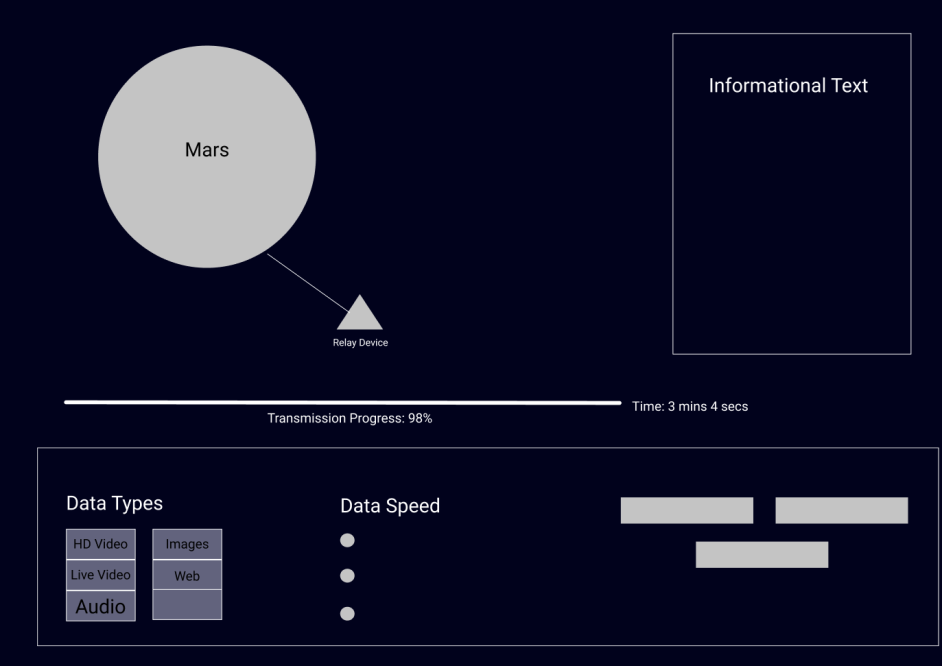 Mars
Informational Text
Relay Device
Time: 3 mins 4 secs
Transmission Progress: 98%
Data Types
HD Video
Images
Live Video
Web
Audio
Data Speed